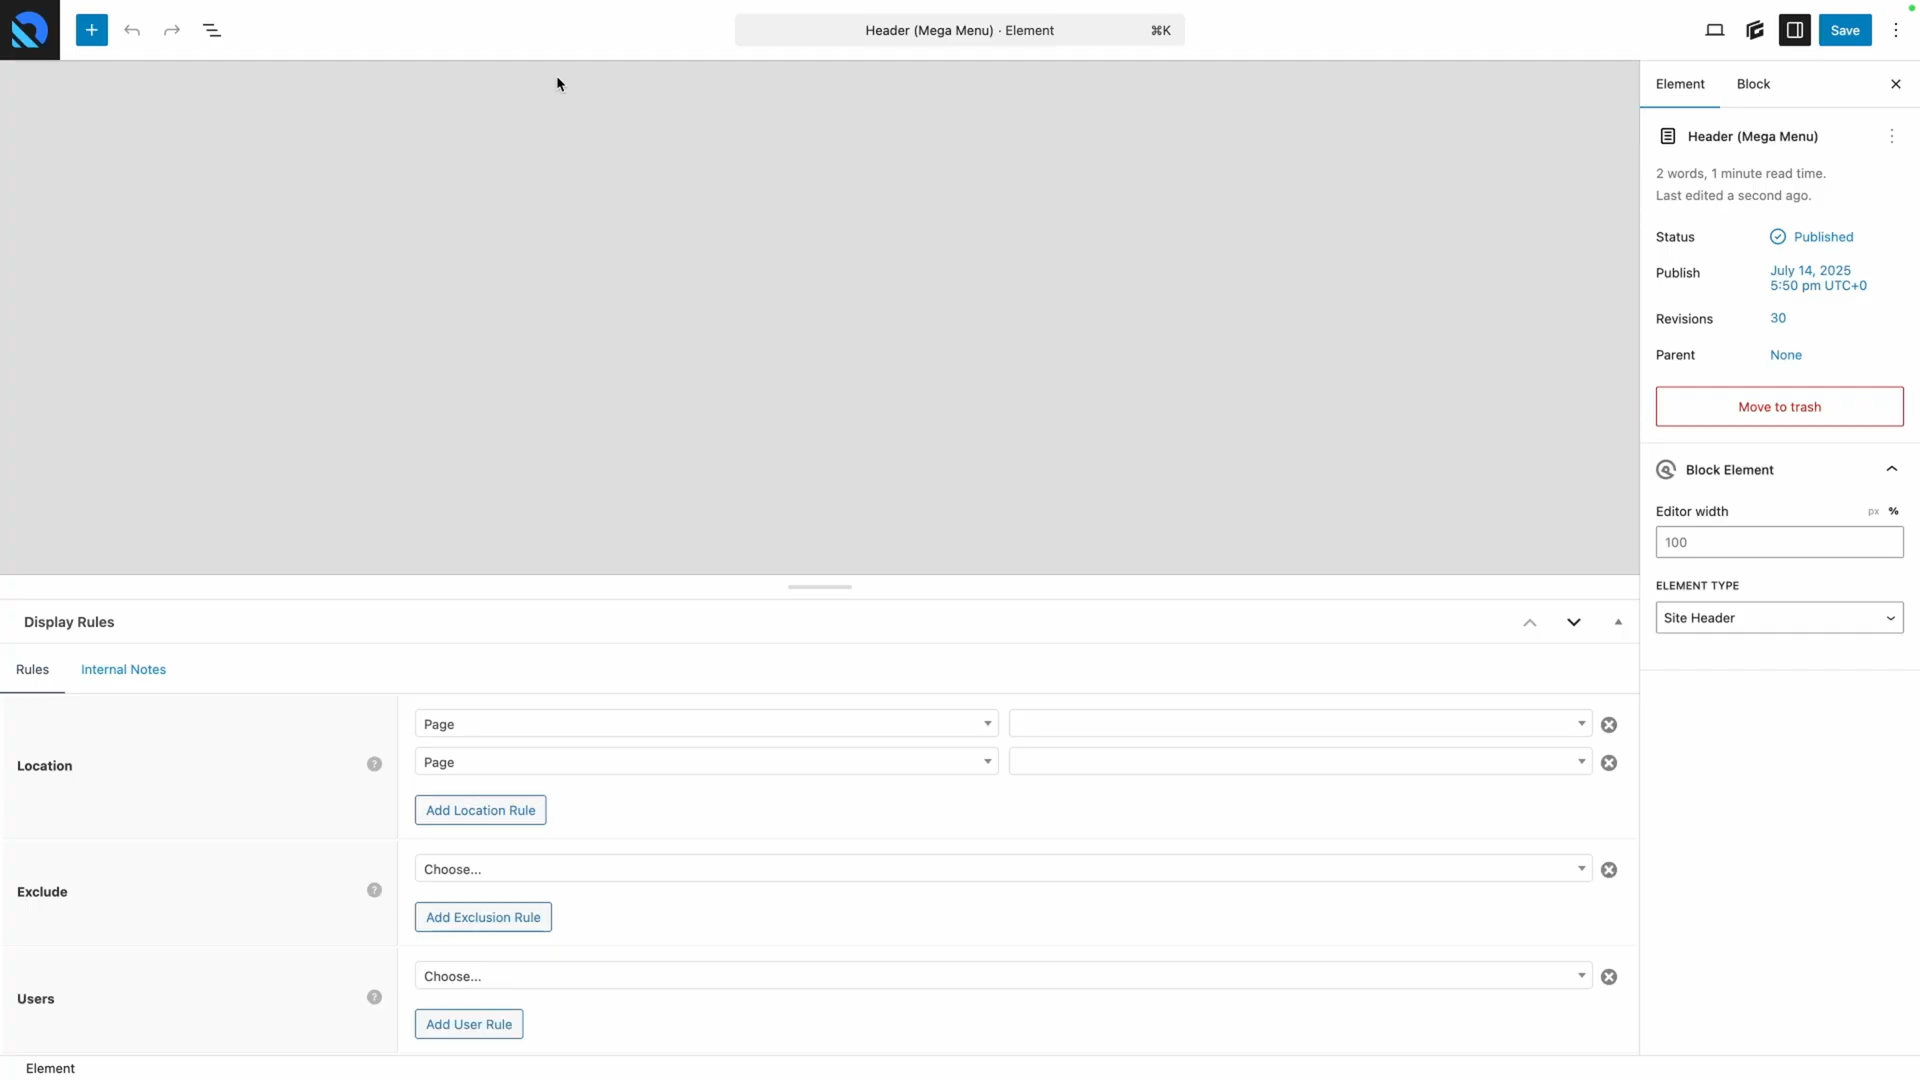 Header (Mega Menu) · Element ⌘K
Save
Element Block
Header (Mega Menu)
2 words, 1 minute read time.
Last edited a second ago.
Status Published
Publish July 14, 2025
5:50 pm UTC+0
Revisions 30
Parent None
Move to trash
Block Element
Editor width px %
100
ELEMENT TYPE
Site Header
Display Rules
Rules Internal Notes
Location ?
Page
Page
Add Location Rule
Exclude ?
Choose...
Add Exclusion Rule
Users ?
Choose...
Add User Rule
Element